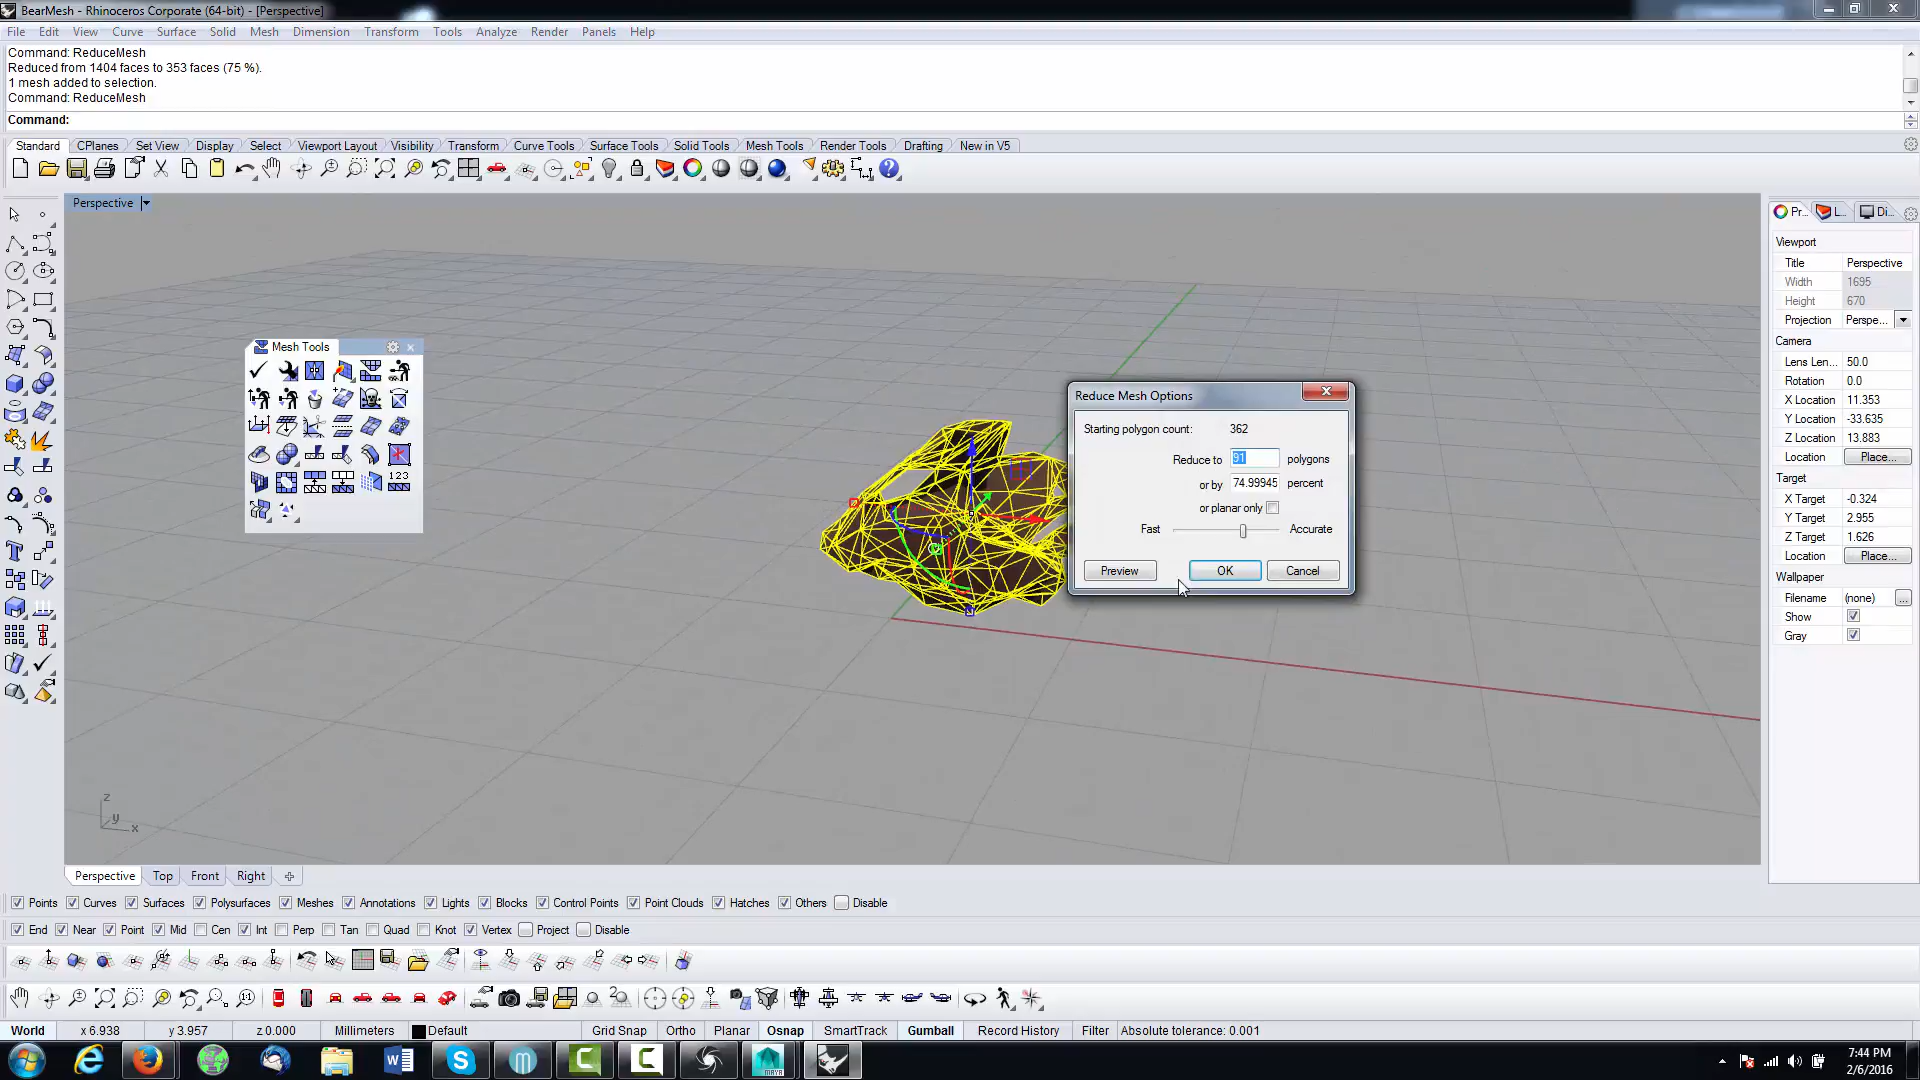 BearMesh - Rhinoceros Corporate (64-bit) - [Perspective]
File Edit View Curve Surface Solid Mesh Dimension Transform Tools Analyze Render Panels Help
Command: ReduceMesh
Reduced from 1404 faces to 353 faces (75 %).
1 mesh added to selection.
Command: ReduceMesh
Command:
Standard CPlanes Set View Display Select Viewport Layout Visibility Transform Curve Tools Surface Tools Solid Tools Mesh Tools Render Tools Drafting New in V5
Perspective
Pr... L... Di...
Viewport
Title Perspective
Width 1695
Height 670
Projection Perspe...
Camera
Lens Len... 50.0
Rotation 0.0
X Location 11.353
Y Location -33.635
Z Location 13.883
Location Place...
Target
X Target -0.324
Y Target 2.955
Z Target 1.626
Location Place...
Wallpaper
Filename (none) ...
Show
Gray
Mesh Tools
1 2 3
Reduce Mesh Options
Starting polygon count: 362
Reduce to 91 polygons
or by 74.99945 percent
or planar only
Fast Accurate
Preview OK Cancel
z
y
x
Perspective Top Front Right
Points Curves Surfaces Polysurfaces Meshes Annotations Lights Blocks Control Points Point Clouds Hatches Others Disable
End Near Point Mid Cen Int Perp Tan Quad Knot Vertex Project Disable
World x 6.938 y 3.957 z 0.000 Millimeters Default Grid Snap Ortho Planar Osnap SmartTrack Gumball Record History Filter Absolute tolerance: 0.001
7:44 PM
2/6/2016